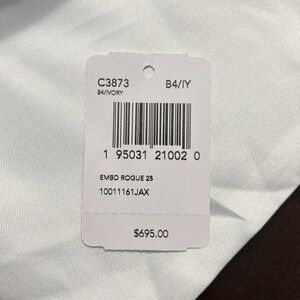 C3873 B4/IY
B4/IVORY
1 95031 21002 0
EMBD ROGUE 25
10011161JAX
$695.00